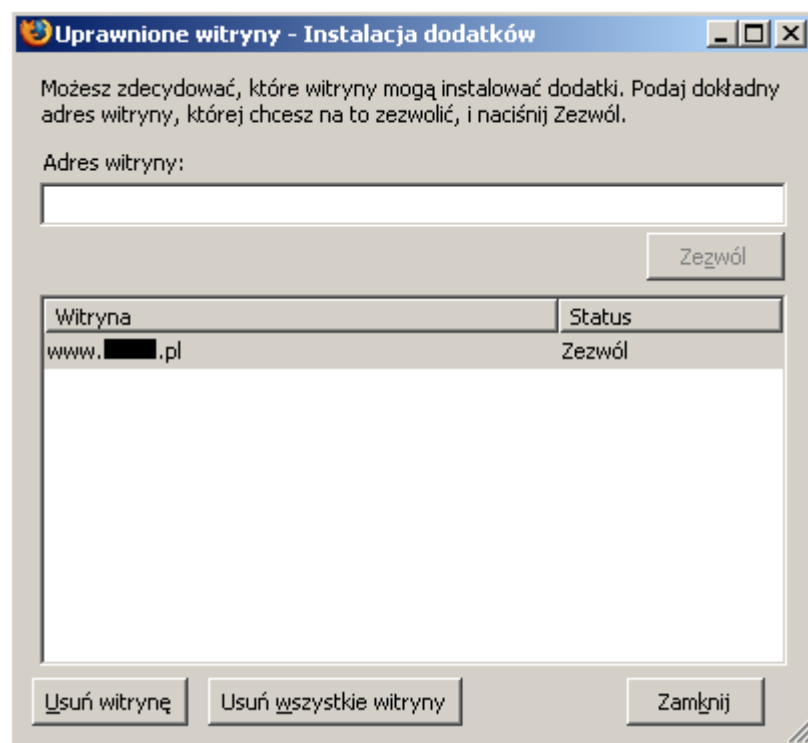 Uprawnione witryny - Instalacja dodatków
Możesz zdecydować, które witryny mogą instalować dodatki. Podaj dokładny
adres witryny, której chcesz na to zezwolić, i naciśnij Zezwól.
Adres witryny:
Zezwól
Witryna Status
www. .pl Zezwól
Usuń witrynę Usuń wszystkie witryny Zamknij